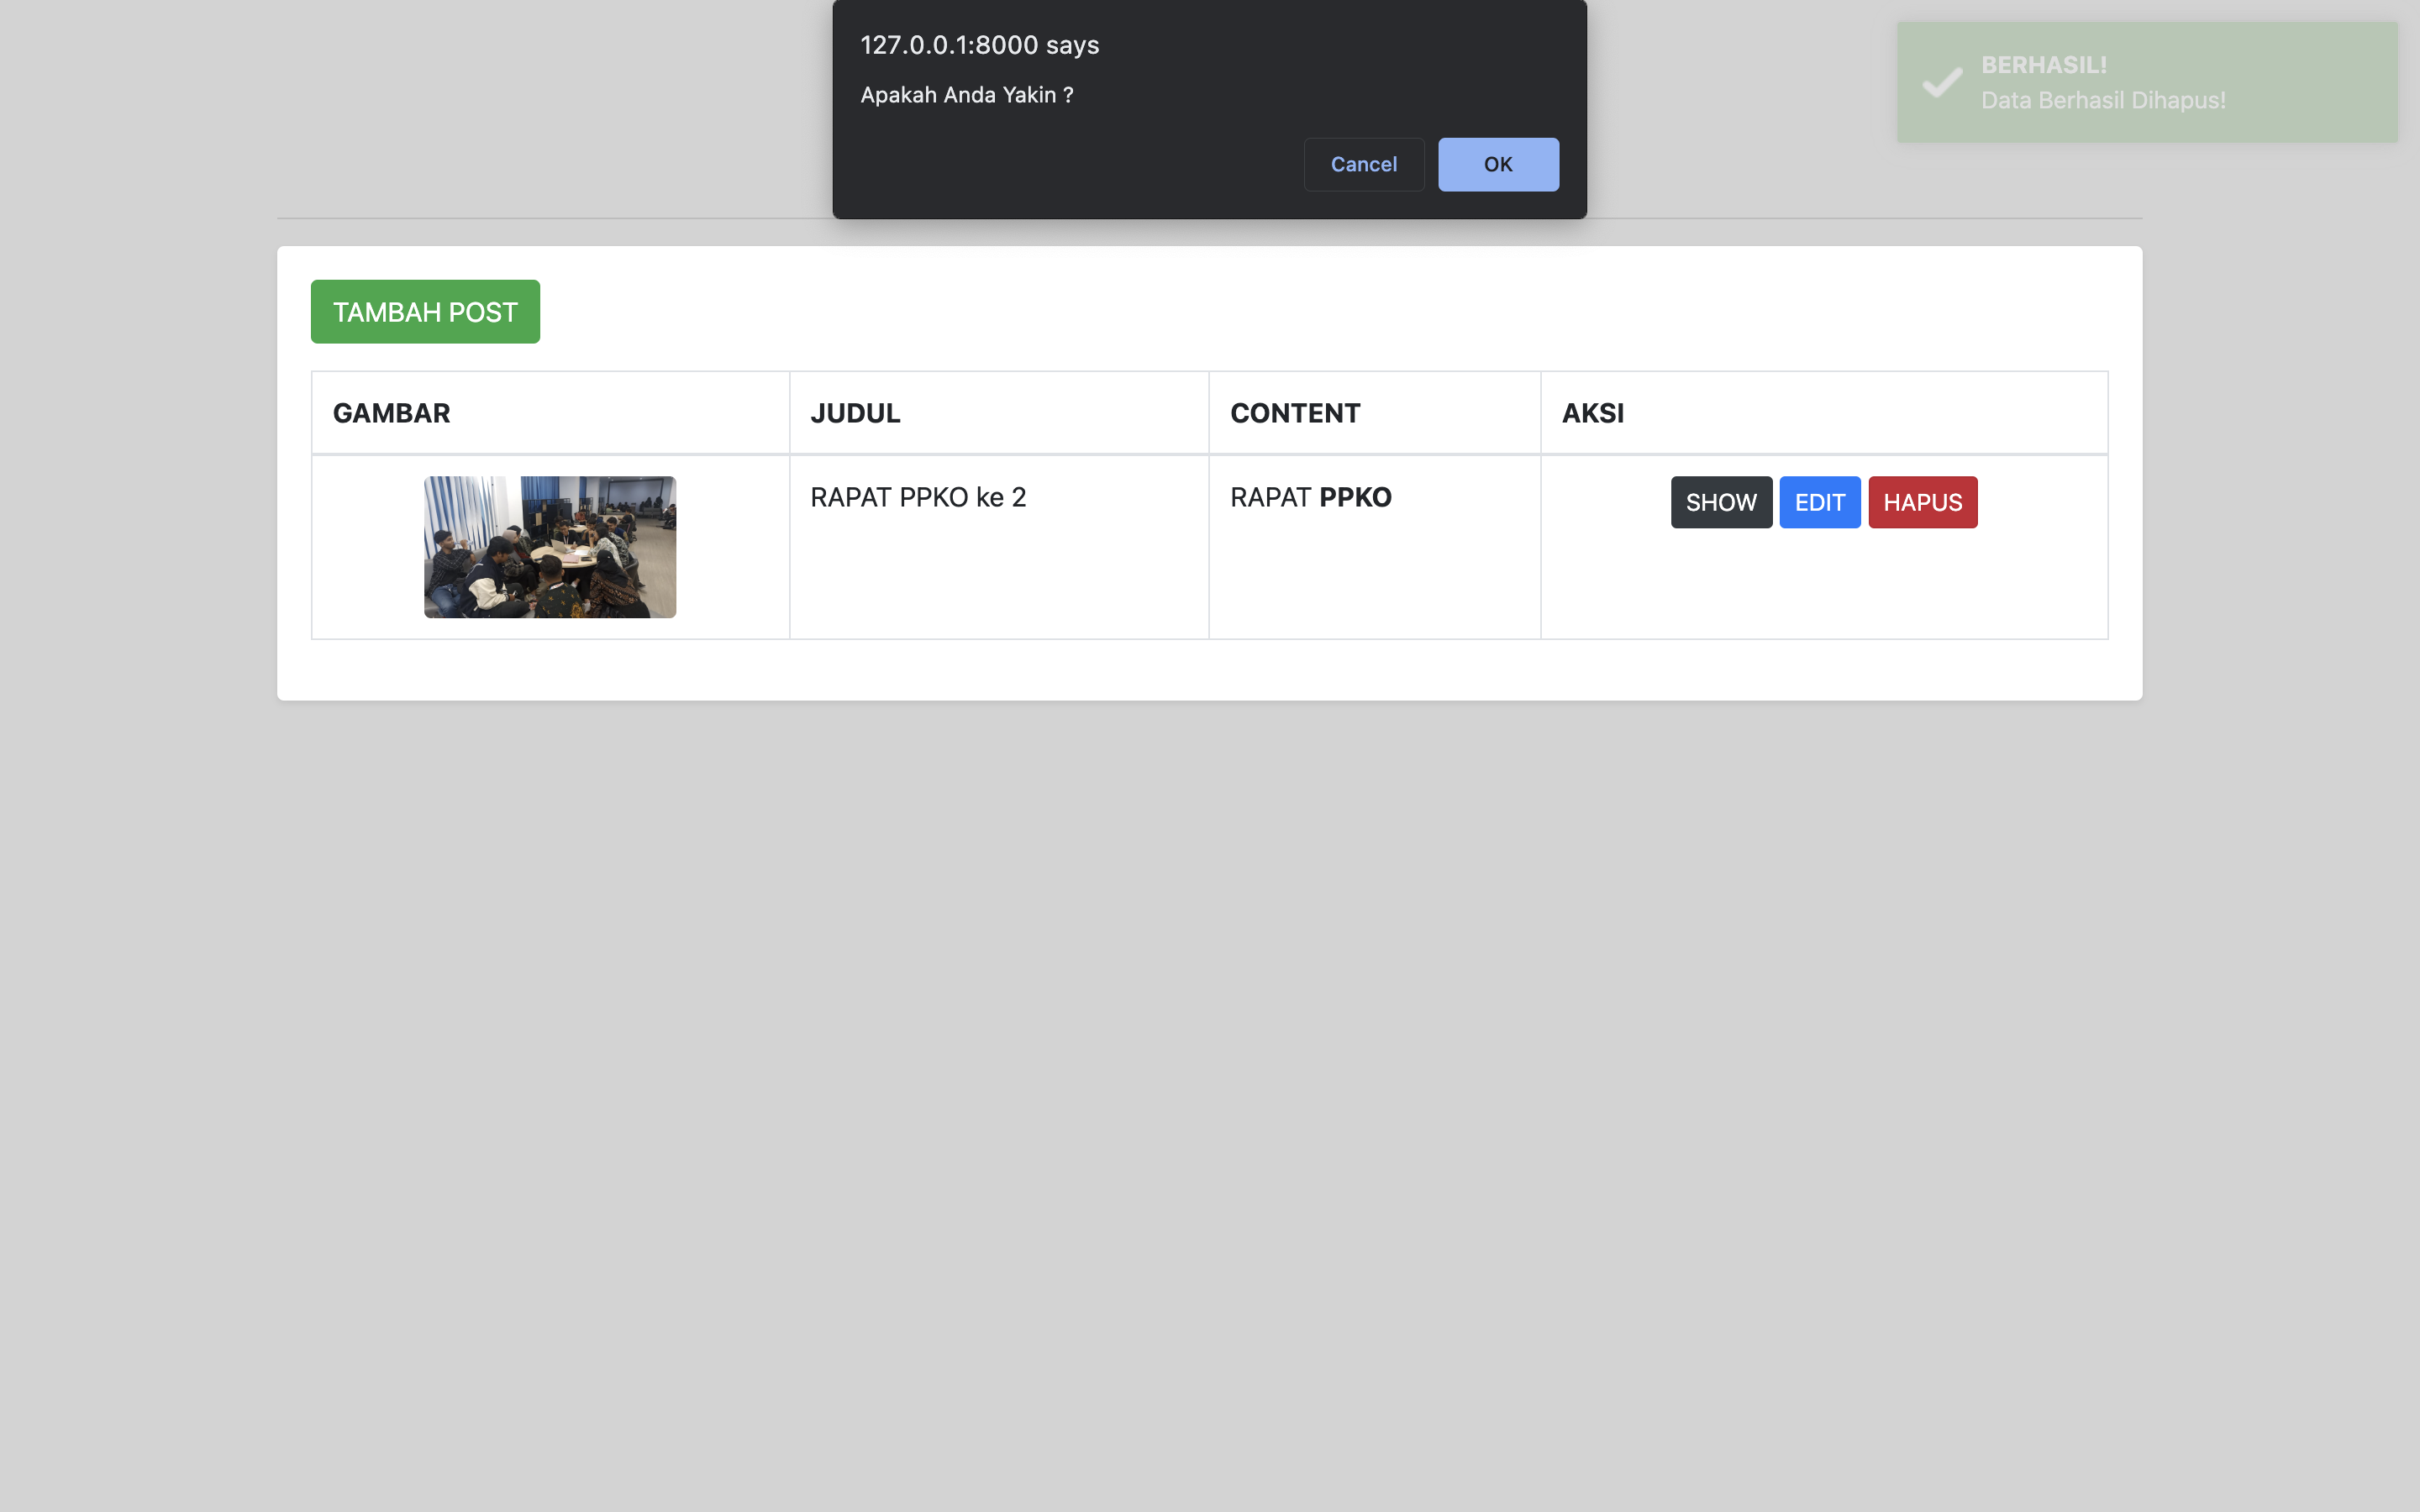 127.0.0.1:8000 says
Apakah Anda Yakin ?
Cancel OK
BERHASIL!
Data Berhasil Dihapus!
TAMBAH POST
GAMBAR JUDUL CONTENT AKSI
RAPAT PPKO ke 2 RAPAT PPKO SHOW EDIT HAPUS